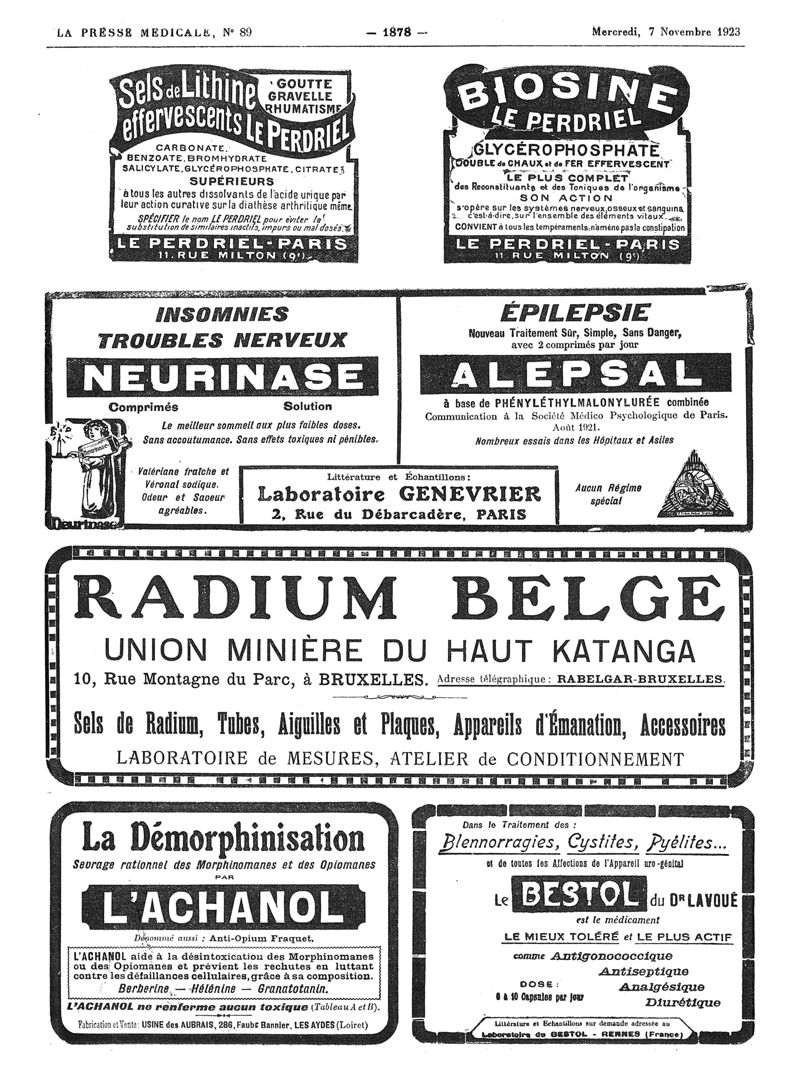 LA PRESSE MEDICALE, N° 89
— 1878 —
Mercredi, 7 Novembre 1923
Sels de Lithine
effervescents LE PERDRIEL
GOUTTE
GRAVELLE
RHUMATISME
CARBONATE,
BENZOATE, BROMHYDRATE
SALICYLATE, GLYCÉROPHOSPHATE, CITRATE
SUPÉRIEURS
à tous les autres dissolvants de l'acide urique par
leur action curative sur la diathèse arthritique même.
SPÉCIFIER le nom LE PERDRIEL pour éviter la
substitution de similaires inactifs, impurs ou mal dosés.
LE PERDRIEL-PARIS
11. RUE MILTON (9e)
BIOSINE
LE PERDRIEL
GLYCÉROPHOSPHATE
DOUBLE de CHAUX et de FER EFFERVESCENT
LE PLUS COMPLET
des Reconstituants et des Toniques de l'organisme
SON ACTION
s'opère sur les systèmes nerveux, osseux et sanguins
c'est-à-dire, sur l'ensemble des éléments vitaux.
CONVIENT à tous les tempéraments; n'amène pas la constipation
LE PERDRIEL-PARIS
11. RUE MILTON (9e)
INSOMNIES
TROUBLES NERVEUX
NEURINASE
Comprimés Solution
Le meilleur sommeil aux plus faibles doses.
Sans accoutumance. Sans effets toxiques ni pénibles.
Valériane fraîche et
Véronal sodique.
Odeur et Saveur
agréables.
Neurinase
Neurinase
ÉPILEPSIE
Nouveau Traitement Sûr, Simple, Sans Danger,
avec 2 comprimés par jour
ALEPSAL
à base de PHÉNYLÉTHYLMALONYLURÉE combinée
Communication à la Société Médico Psychologique de Paris.
Août 1921.
Nombreux essais dans les Hôpitaux et Asiles
Aucun Régime
spécial
Littérature et Échantillons:
Laboratoire GENEVRIER
2, Rue du Débarcadère, PARIS
RADIUM BELGE
UNION MINIÈRE DU HAUT KATANGA
10, Rue Montagne du Parc, à BRUXELLES. Adresse télégraphique: RABELGAR-BRUXELLES.
Sels de Radium, Tubes, Aiguilles et Plaques, Appareils d'Émanation, Accessoires
LABORATOIRE de MESURES, ATELIER de CONDITIONNEMENT
La Démorphinisation
Sevrage rationnel des Morphinomanes et des Opiomanes
PAR
L'ACHANOL
Dénommé aussi : Anti-Opium Fraquet.
L'ACHANOL aide à la désintoxication des Morphinomanes
ou des Opiomanes et prévient les rechutes en luttant
contre les défaillances cellulaires, grâce à sa composition.
Berberine — Hélénine — Granatotanin.
L'ACHANOL ne renferme aucun toxique (Tableau A et B).
Fabrication et Vente : USINE des AUBRAIS, 286, Faubg Bannier, LES AYDES (Loiret)
Dans le Traitement des :
Blennorragies, Cystites, Pyélites...
et de toutes les Affections de l'Appareil uro-génital
Le BESTOL du Dr LAVOUÉ
est le médicament
LE MIEUX TOLÉRÉ et LE PLUS ACTIF
comme Antigonococcique
Antiseptique
Analgésique
Diurétique
DOSE :
6 à 10 Capsules par jour
Littérature et Echantillons sur demande adressée au
Laboratoire du BESTOL - RENNES (France)